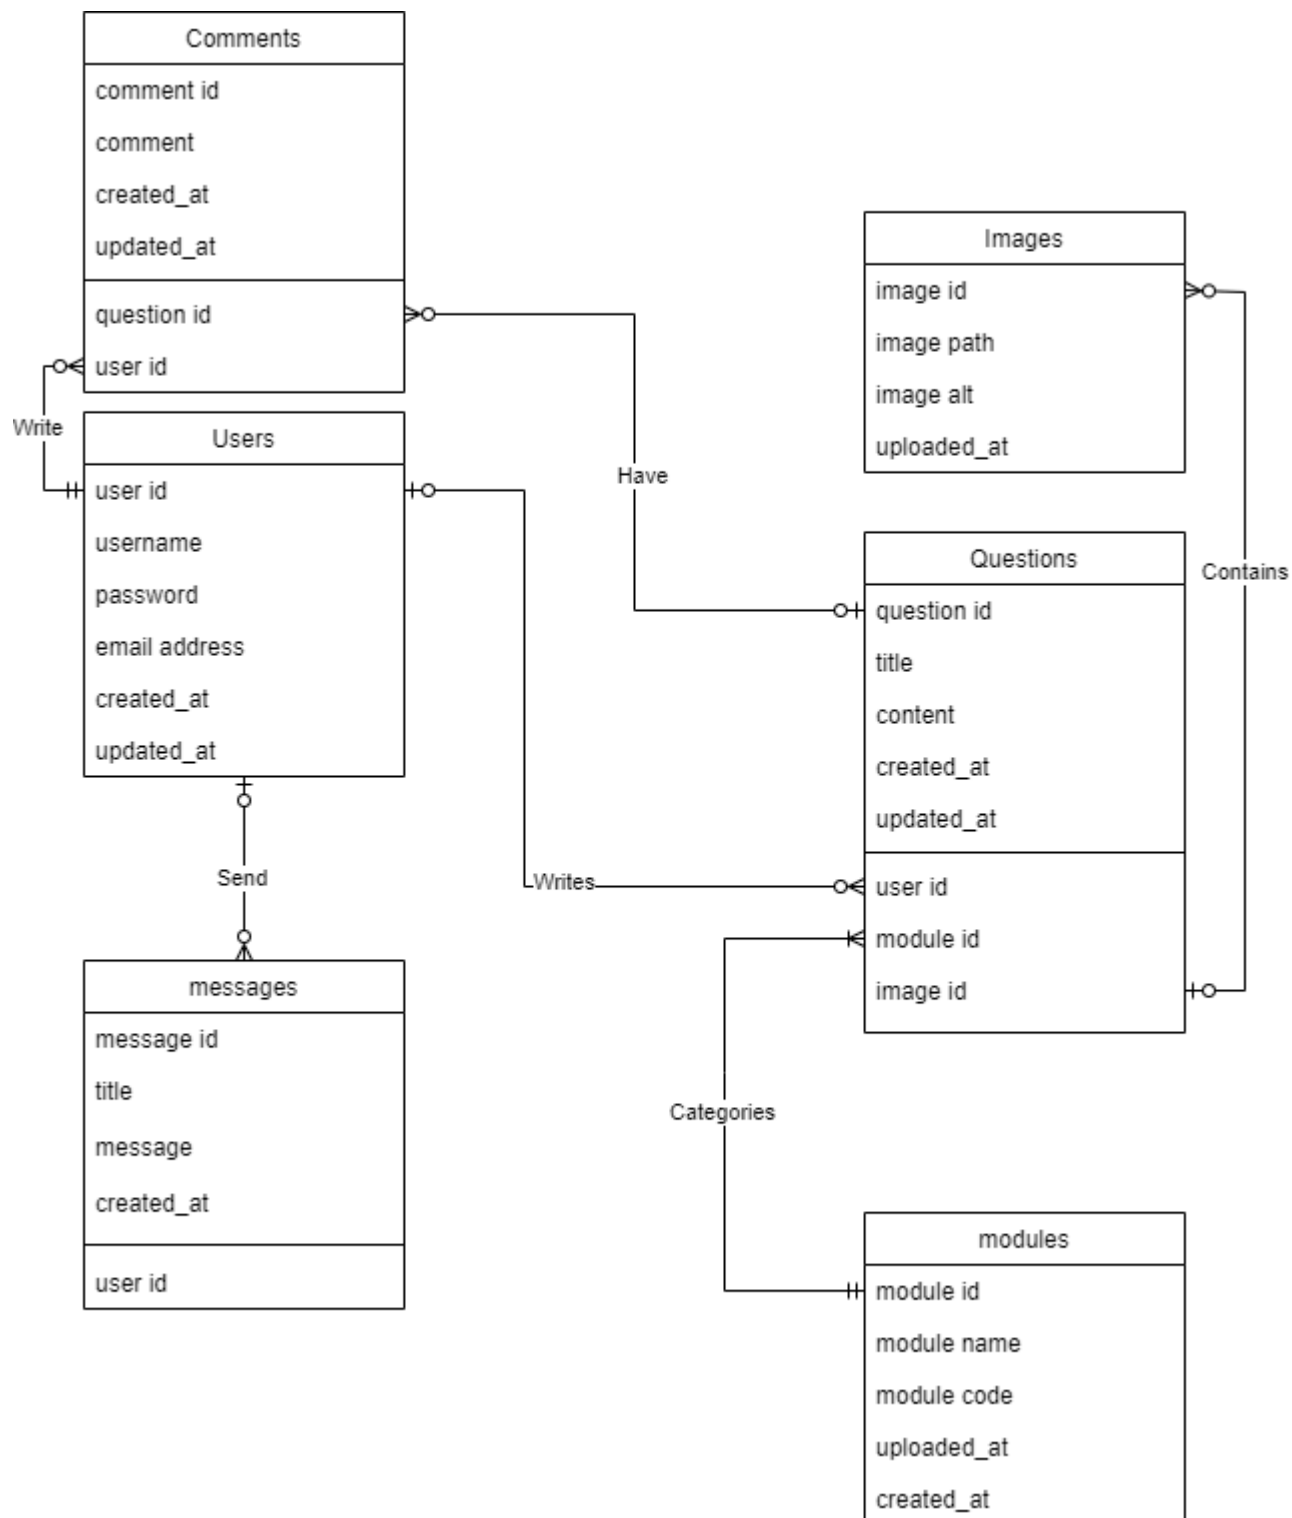 Comments
comment id
comment
created_at
updated_at
question id
user id
Write
Users
user id
username
password
email address
created_at
updated_at
Send
messages
message id
title
message
created_at
user id
Have
Writes
Images
image id
image path
image alt
uploaded_at
Contains
Questions
question id
title
content
created_at
updated_at
user id
module id
image id
Categories
modules
module id
module name
module code
uploaded_at
created_at